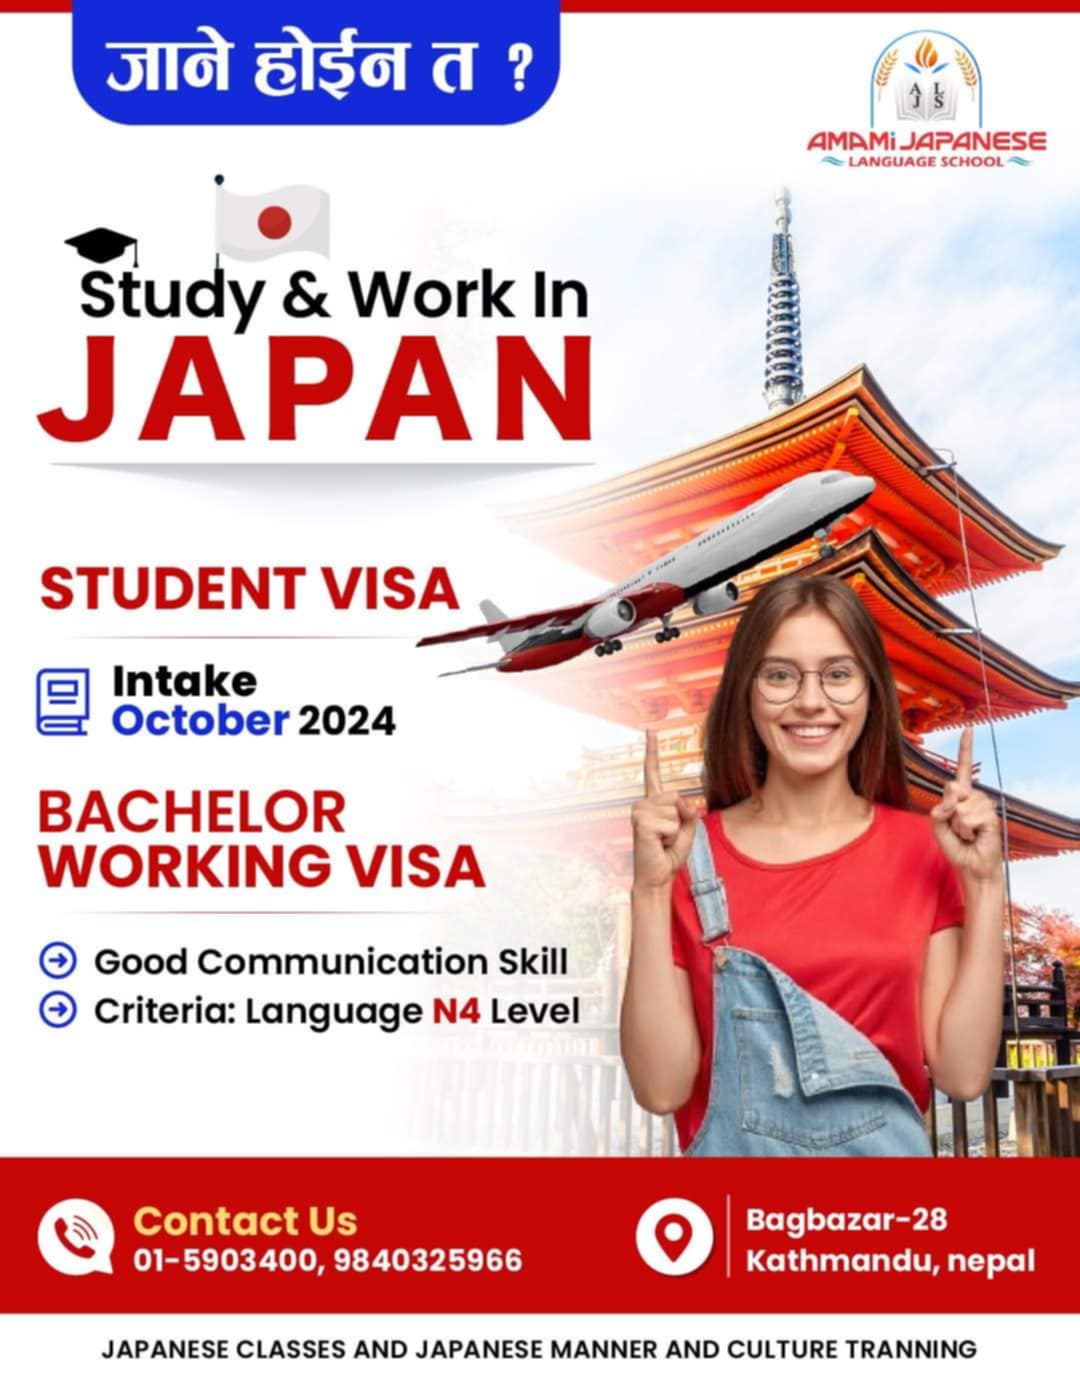 जाने होईन त ?
A L
J S
AMAMi JAPANESE
LANGUAGE SCHOOL
Study & Work In
JAPAN
STUDENT VISA
Intake
October 2024
BACHELOR
WORKING VISA
Good Communication Skill
Criteria: Language N4 Level
Contact Us
01-5903400, 9840325966
Bagbazar-28
Kathmandu, nepal
JAPANESE CLASSES AND JAPANESE MANNER AND CULTURE TRANNING